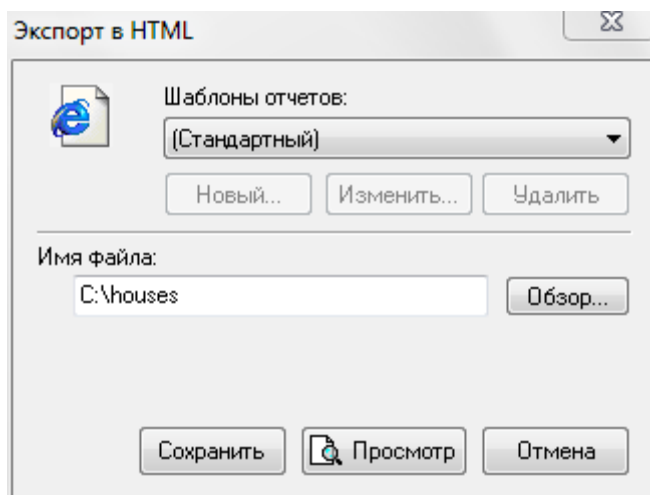 Экспорт в HTML
Шаблоны отчетов:
(Стандартный)
Новый... Изменить... Удалить
Имя файла:
C:\houses Обзор...
Сохранить Просмотр Отмена